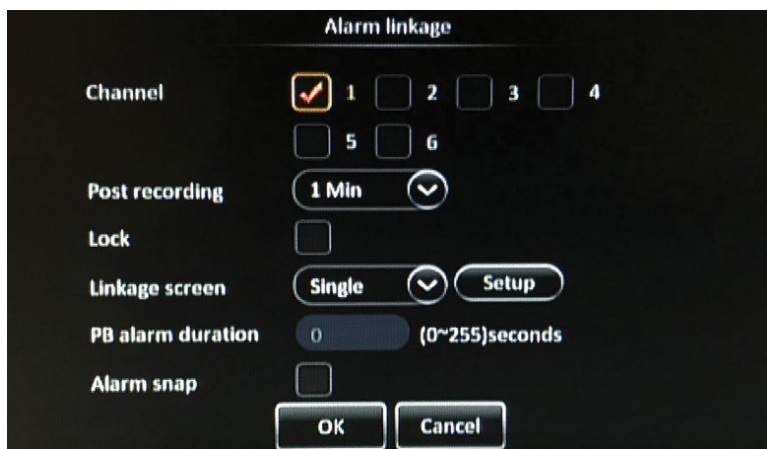 Alarm linkage
Channel 1 2 3 4
5 6
Post recording 1 Min
Lock
Linkage screen Single Setup
PB alarm duration 0 (0~255)seconds
Alarm snap
OK Cancel